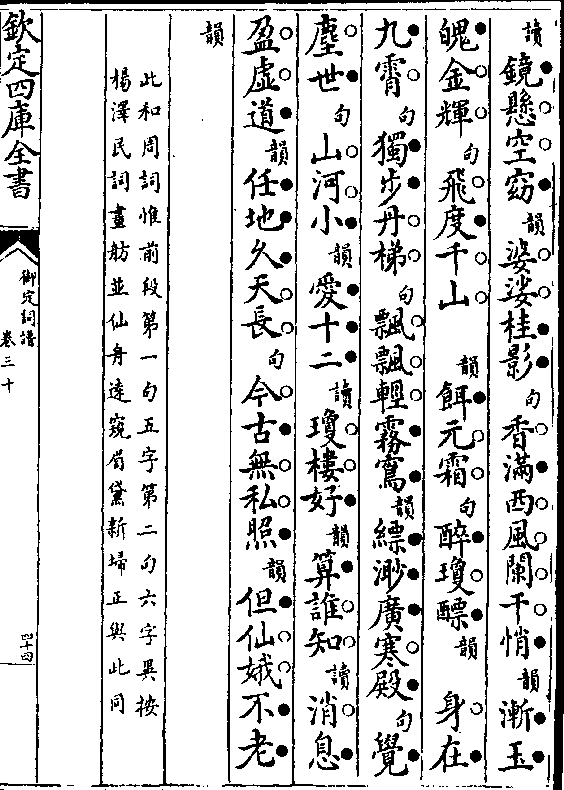 讀鏡懸空窈韻婆娑桂影句香滿西風闌干悄韻漸玉
魄金輝句飛度千山韻餌元霜句醉瓊醥韻身在
九霄句獨步丹梯句飄飄輕霧窵韻縹渺廣寒殿句覺
塵世句山河小韻愛十二讀瓊樓好韻算誰知讀消息
盈虛道韻任地久天長句今古無私照韻但仙娥不老
韻
此和周詞惟前段第一句五字第二句六字異按
楊澤民詞畫舫並仙舟遠窺眉黛新埽正與此同
欽定四庫全書
御定詞譜
卷三十
四十四